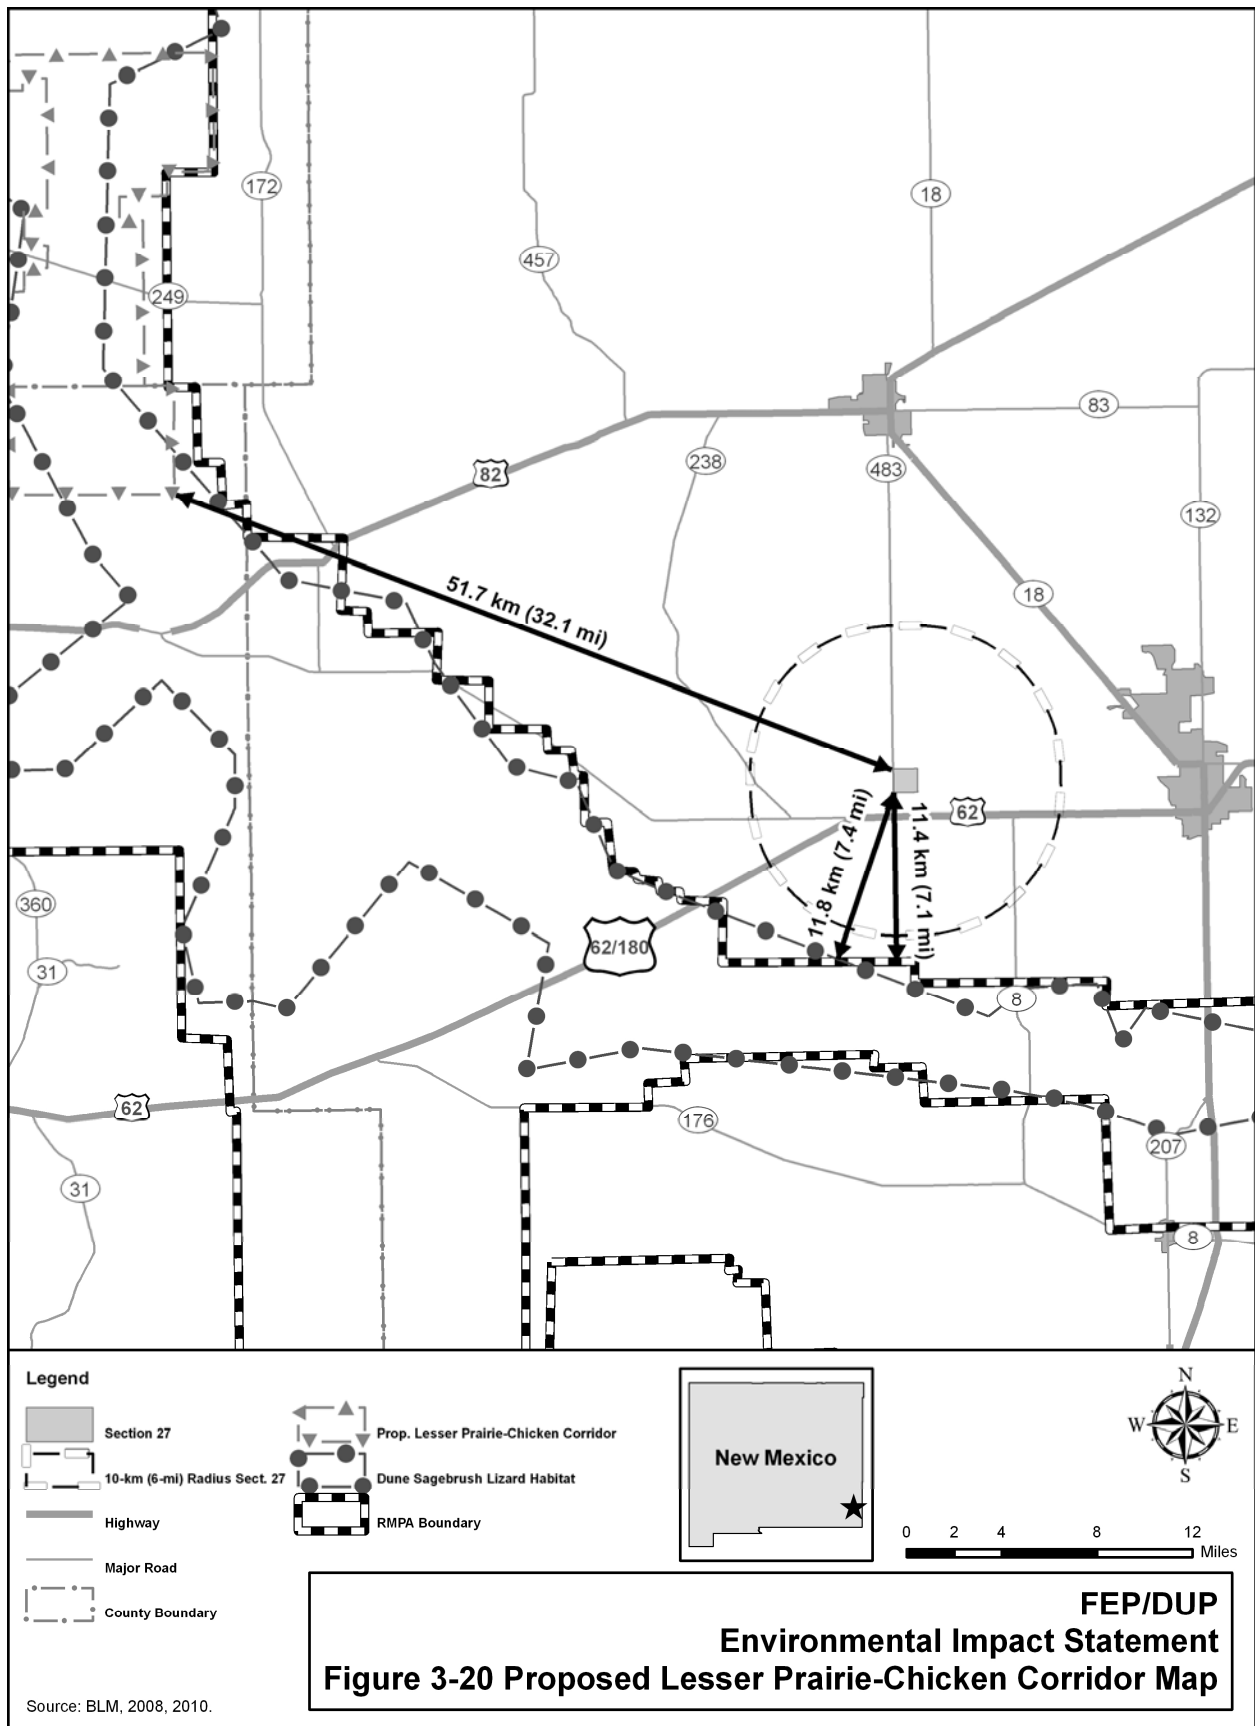 172
18
457
249
83
238
82
483
132
51.7 km (32.1 mi)
18
62
11.8 km (7.4 mi)
11.4 km (7.1 mi)
360
62/180
31
8
62
176
207
31
8
Legend
Section 27
10-km (6-mi) Radius Sect. 27
Highway
Major Road
County Boundary
Prop. Lesser Prairie-Chicken Corridor
Dune Sagebrush Lizard Habitat
RMPA Boundary
New Mexico
N
W E
S
0 2 4 8 12
Miles
FEP/DUP
Environmental Impact Statement
Figure 3-20 Proposed Lesser Prairie-Chicken Corridor Map
Source: BLM, 2008, 2010.